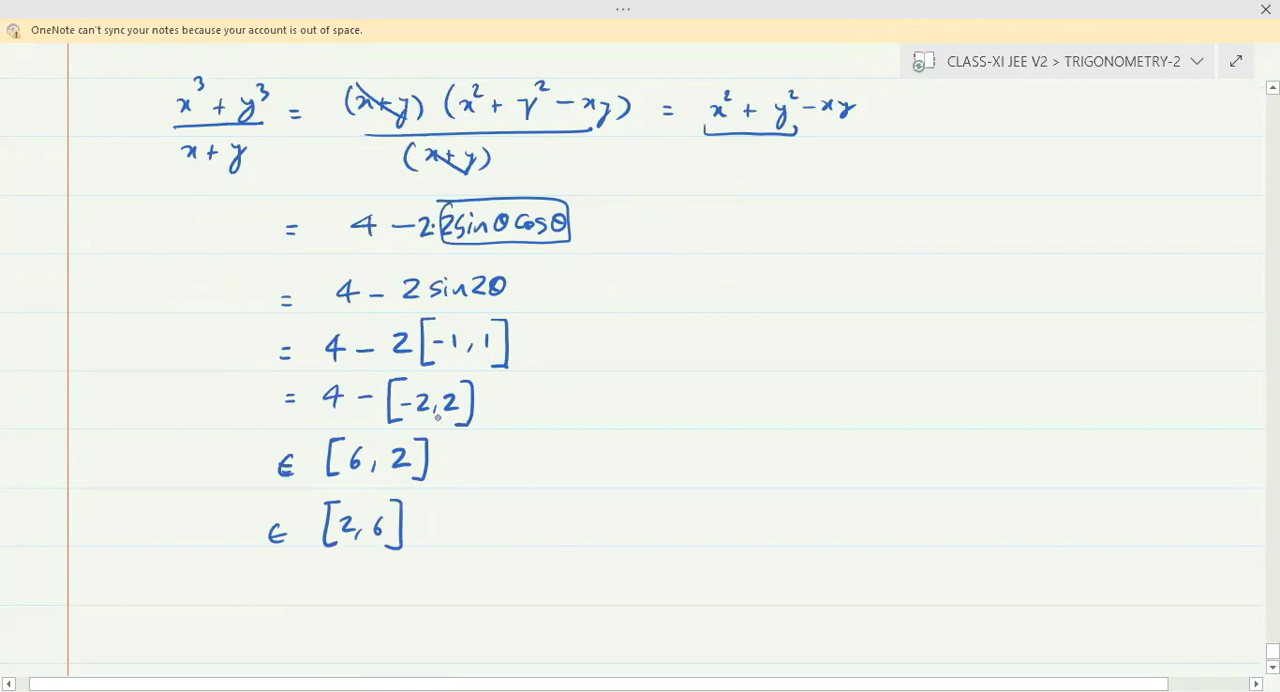 OneNote can't sync your notes because your account is out of space.
CLASS-XI JEE V2 > TRIGONOMETRY-2
x³ + y³ / x + y = (x+y) (x² + y² - xy) / (x+y) = x² + y² - xy
= 4 - 2·2sinθcosθ
= 4 - 2 sin2θ
= 4 - 2[-1, 1]
= 4 - [-2, 2]
∈ [6, 2]
∈ [2, 6]